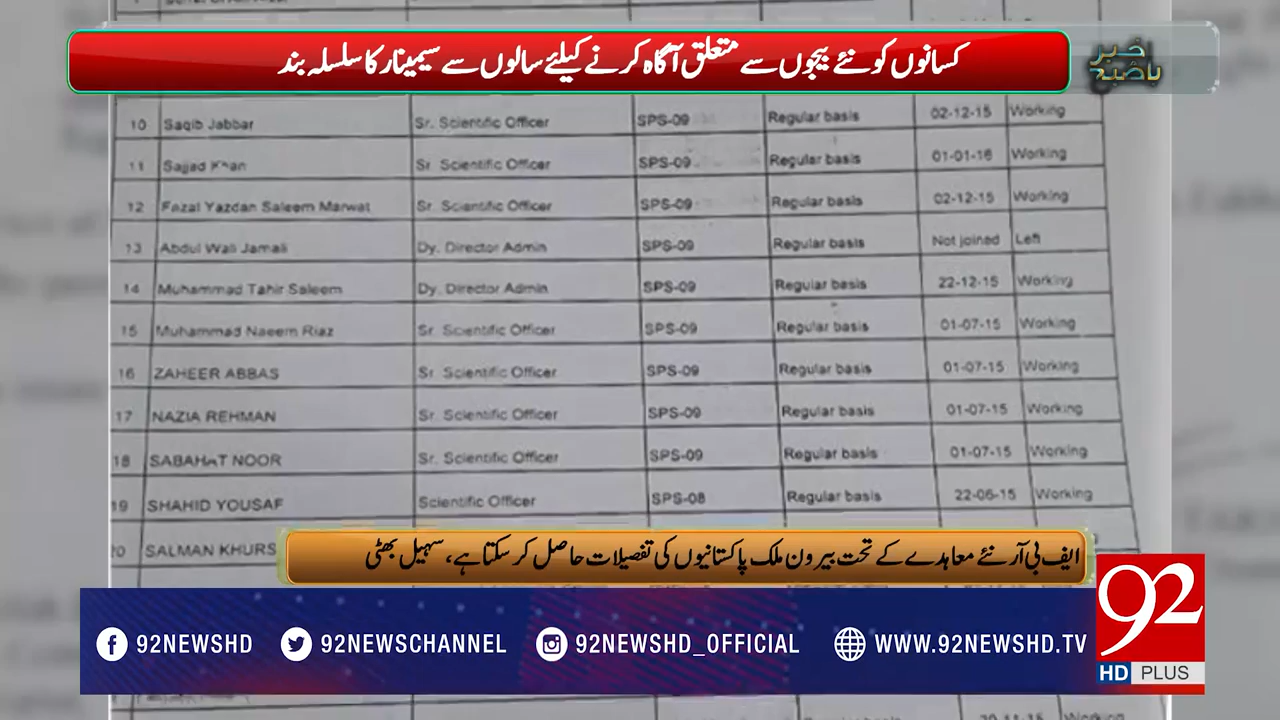 کسانوں کو نئے بیجوں سے متعلق آگاہ کرنے کیلئے سالوں سے سیمینار کا سلسلہ بند
اخبر باضبح
10 Saqib Jabbar Sr. Scientific Officer SPS-09 Regular basis 02-12-15 Working
11 Sajjad Khan Sr. Scientific Officer SPS-09 Regular basis 01-01-16 Working
12 Fazal Yazdan Saleem Marwat Sr. Scientific Officer SPS-09 Regular basis 02-12-15 Working
13 Abdul Wali Jamali Dy. Director Admin SPS-09 Regular basis Not joined Left
14 Muhammad Tahir Saleem Dy. Director Admin SPS-09 Regular basis 22-12-15 Working
15 Muhammad Naeem Riaz Sr. Scientific Officer SPS-09 Regular basis 01-07-15 Working
16 ZAHEER ABBAS Sr. Scientific Officer SPS-09 Regular basis 01-07-15 Working
17 NAZIA REHMAN Sr. Scientific Officer SPS-09 Regular basis 01-07-15 Working
18 SABAHAT NOOR Sr. Scientific Officer SPS-09 Regular basis 01-07-15 Working
19 SHAHID YOUSAF Scientific Officer SPS-08 Regular basis 22-06-15 Working
20 SALMAN KHURS
ایف بی آر نئے معاہدے کے تحت بیرون ملک پاکستانیوں کی تفصیلات حاصل کر سکتا ہے، سہیل بھٹی
92NEWSHD 92NEWSCHANNEL 92NEWSHD_OFFICIAL WWW.92NEWSHD.TV
92
HD PLUS
Working